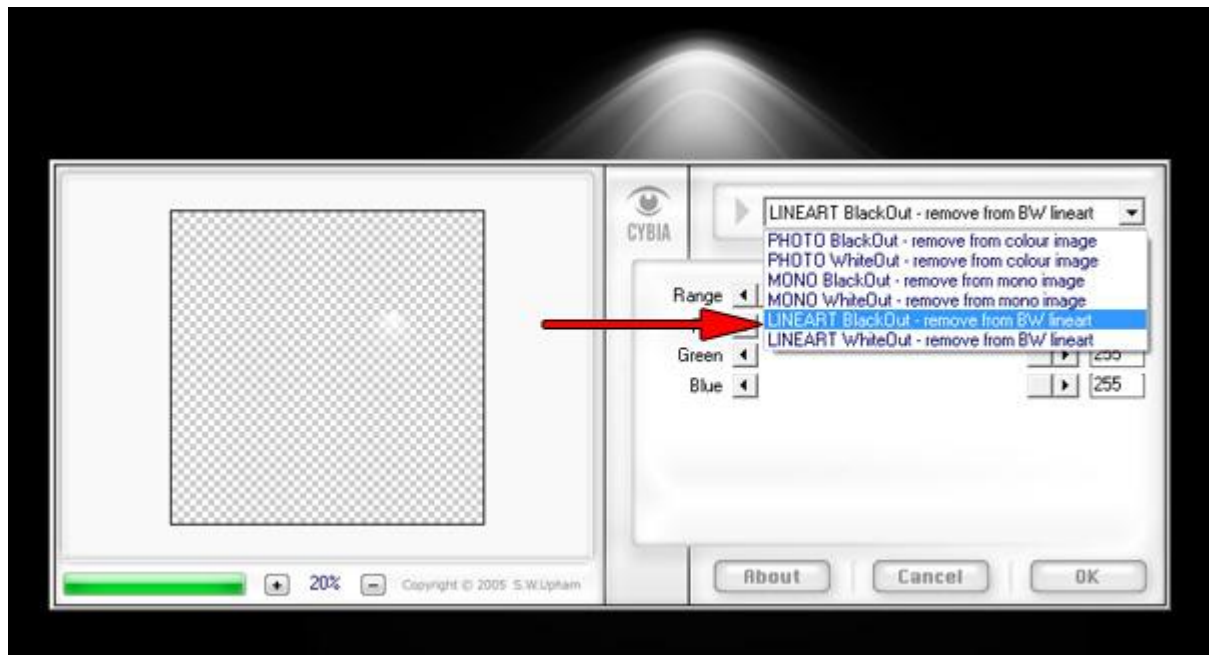 CYBIA
LINEART BlackOut - remove from BW lineart
PHOTO BlackOut - remove from colour image
PHOTO WhiteOut - remove from colour image
MONO BlackOut - remove from mono image
MONO WhiteOut - remove from mono image
LINEART BlackOut - remove from BW lineart
LINEART WhiteOut - remove from BW lineart
Range
Green 255
Blue 255
20% Copyright © 2005 S.W.Upham
About Cancel OK